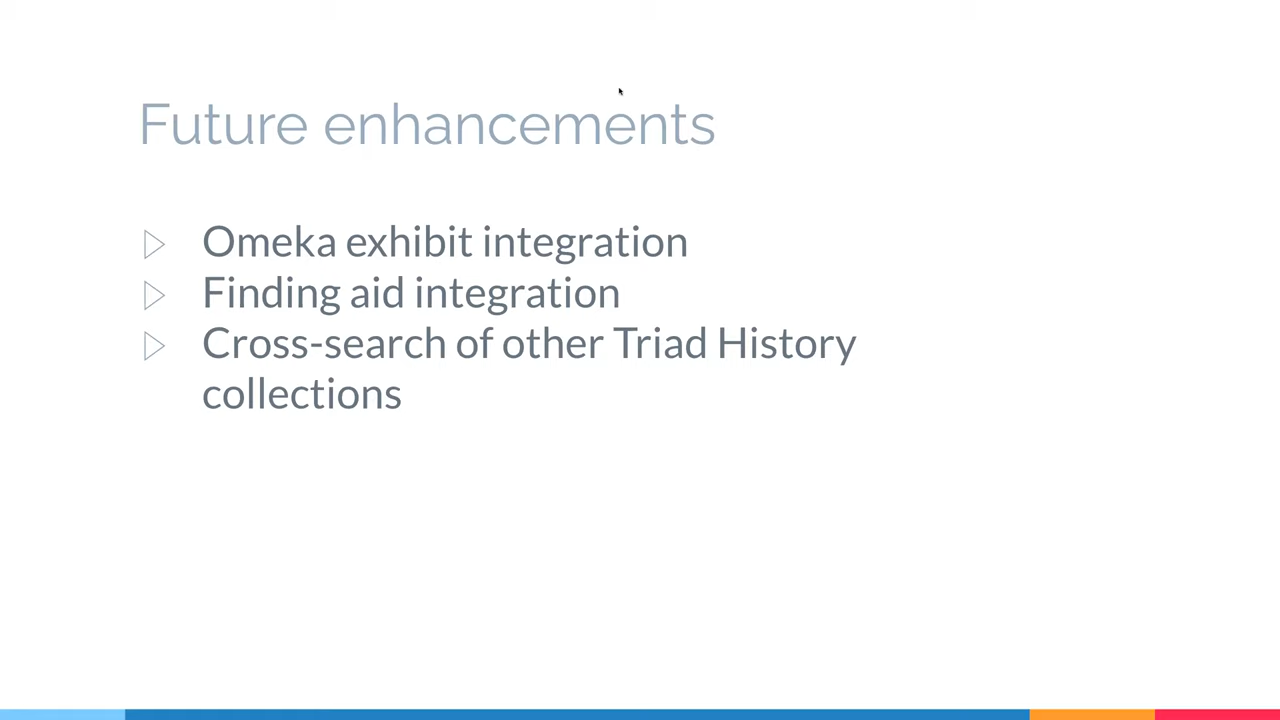 Future enhancements
Omeka exhibit integration
Finding aid integration
Cross-search of other Triad History
collections